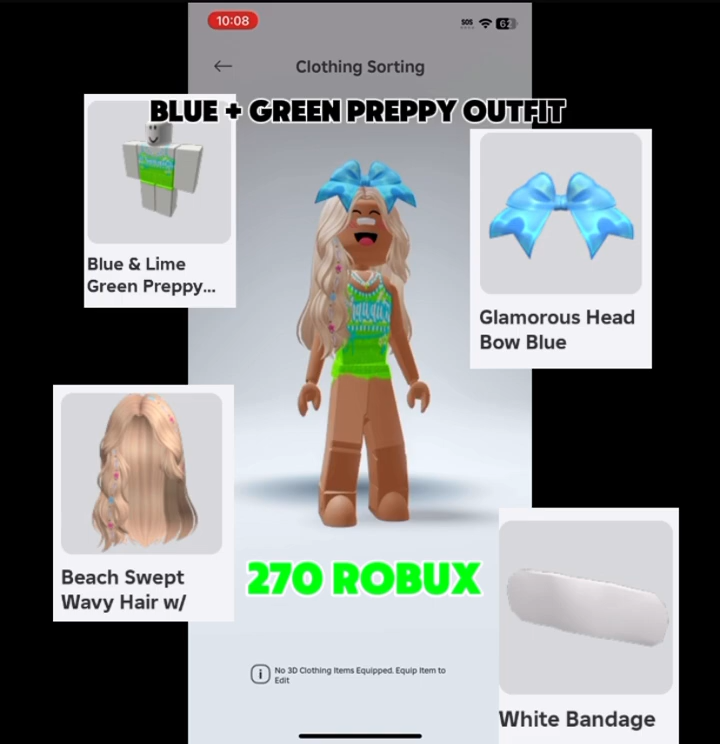 10:08
SOS
62
Clothing Sorting
BLUE + GREEN PREPPY OUTFIT
Blue & Lime
Green Preppy...
Glamorous Head
Bow Blue
Beach Swept
Wavy Hair w/
270 ROBUX
No 3D Clothing Items Equipped. Equip Item to
Edit
White Bandage